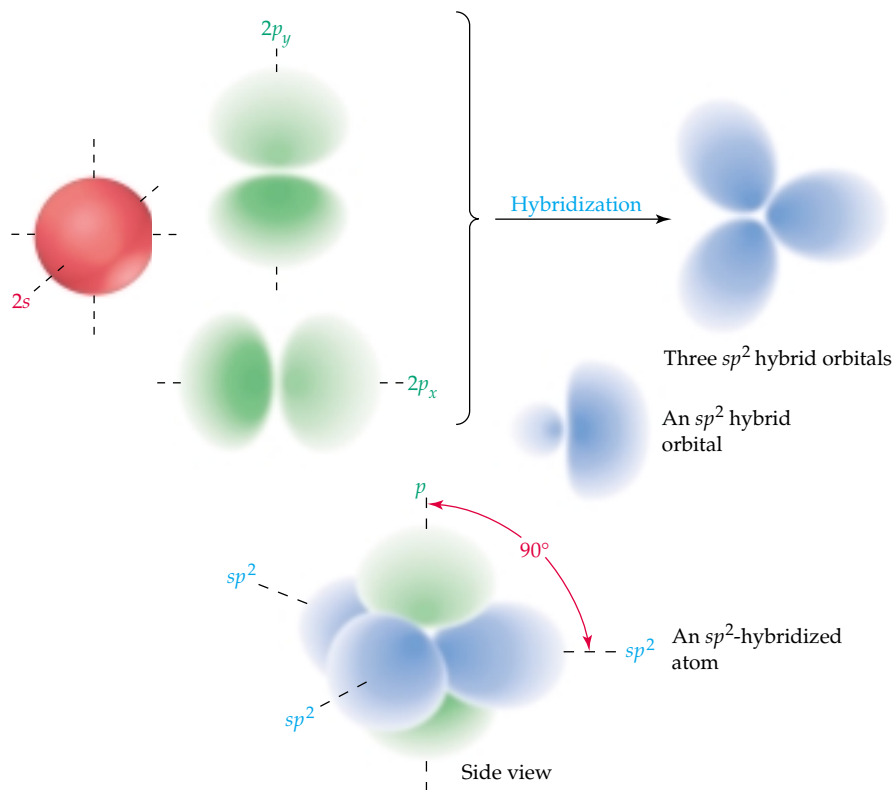 2p_y
2s
2p_x
Hybridization
Three sp² hybrid orbitals
An sp² hybrid
orbital
p
90°
sp²
sp²
sp²
An sp²-hybridized
atom
Side view